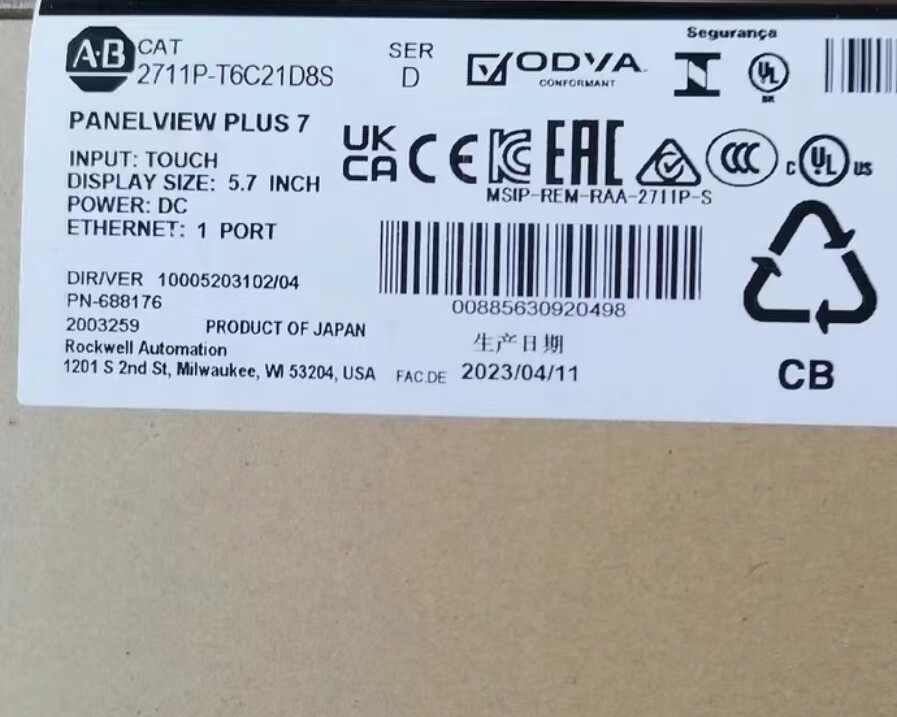 A·B
CAT
2711P-T6C21D8S
SER
D
ODVA
CONFORMANT
Segurança
UL
BR
PANELVIEW PLUS 7
INPUT: TOUCH
DISPLAY SIZE: 5.7 INCH
POWER: DC
ETHERNET: 1 PORT
UK
CA CE KC EAC CCC c UL us
MSIP-REM-RAA-2711P-S
00885630920498
DIR/VER 10005203102/04
PN-688176
2003259 PRODUCT OF JAPAN
Rockwell Automation
1201 S 2nd St, Milwaukee, WI 53204, USA
生产日期
FAC.DE 2023/04/11
CB